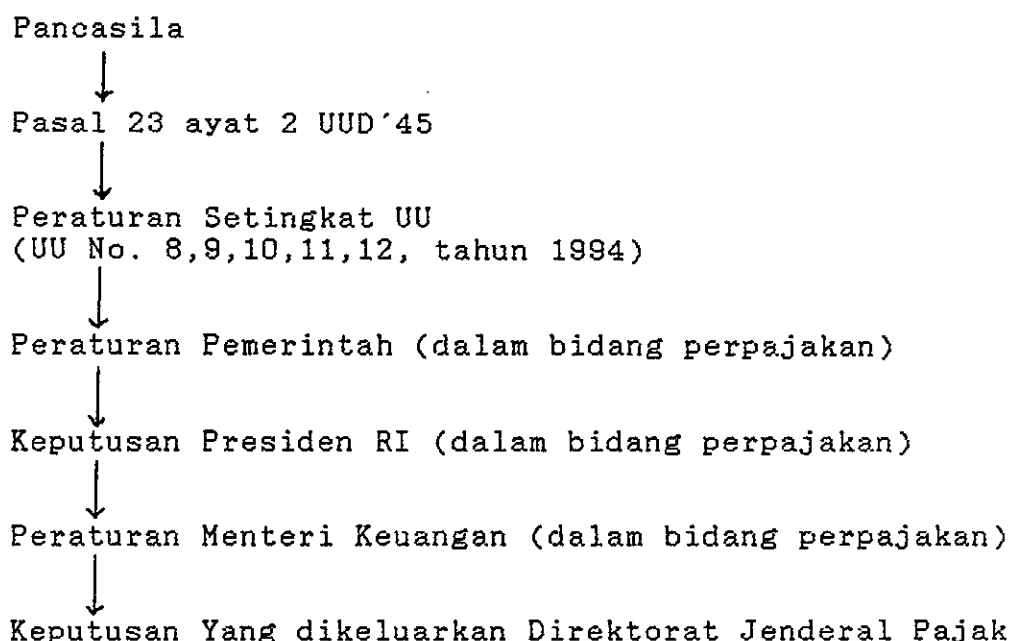 Pancasila
Pasal 23 ayat 2 UUD´45
Peraturan Setingkat UU
(UU No. 8,9,10,11,12, tahun 1994)
Peraturan Pemerintah (dalam bidang perpajakan)
Keputusan Presiden RI (dalam bidang perpajakan)
Peraturan Menteri Keuangan (dalam bidang perpajakan)
Keputusan Yang dikeluarkan Direktorat Jenderal Pajak